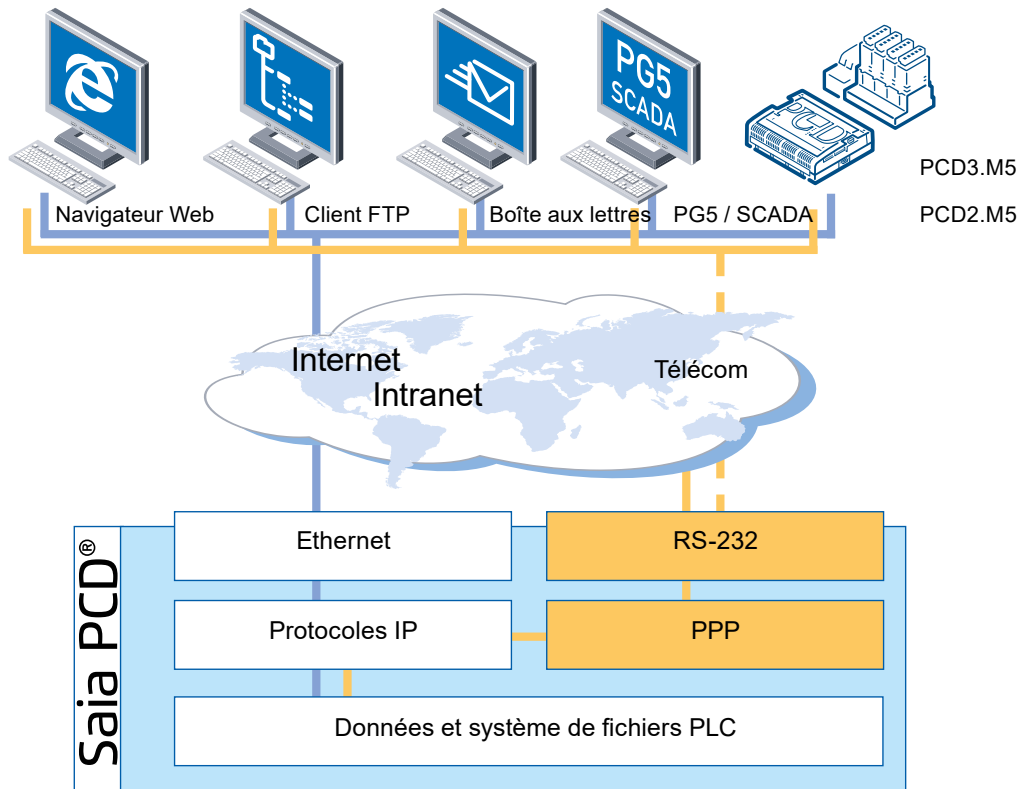 PG5
SCADA
PCD
PCD3.M5
Navigateur Web
Client FTP
Boîte aux lettres
PG5 / SCADA
PCD2.M5
Internet
Intranet
Télécom
Saia PCD®
Ethernet
RS-232
Protocoles IP
PPP
Données et système de fichiers PLC